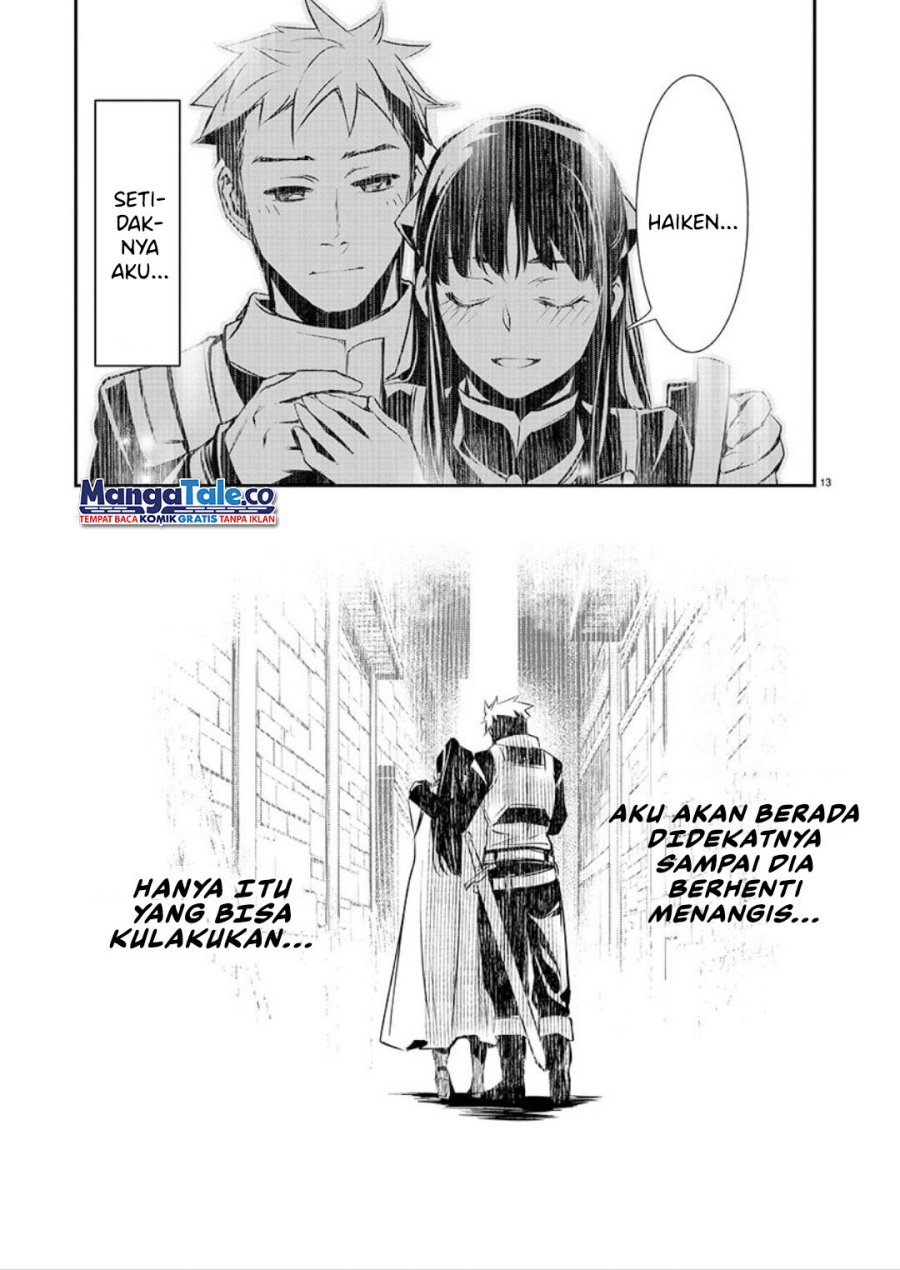 HAIKEN...
SETI-
DAK-
NYA
AKU...
13
MangaTale.co
TEMPAT BACA KOMIK GRATIS TANPA IKLAN
AKU AKAN BERADA
DIDEKATNYA
SAMPAI DIA
BERHENTI
MENANGIS...
HANYA ITU
YANG BISA
KULAKUKAN...